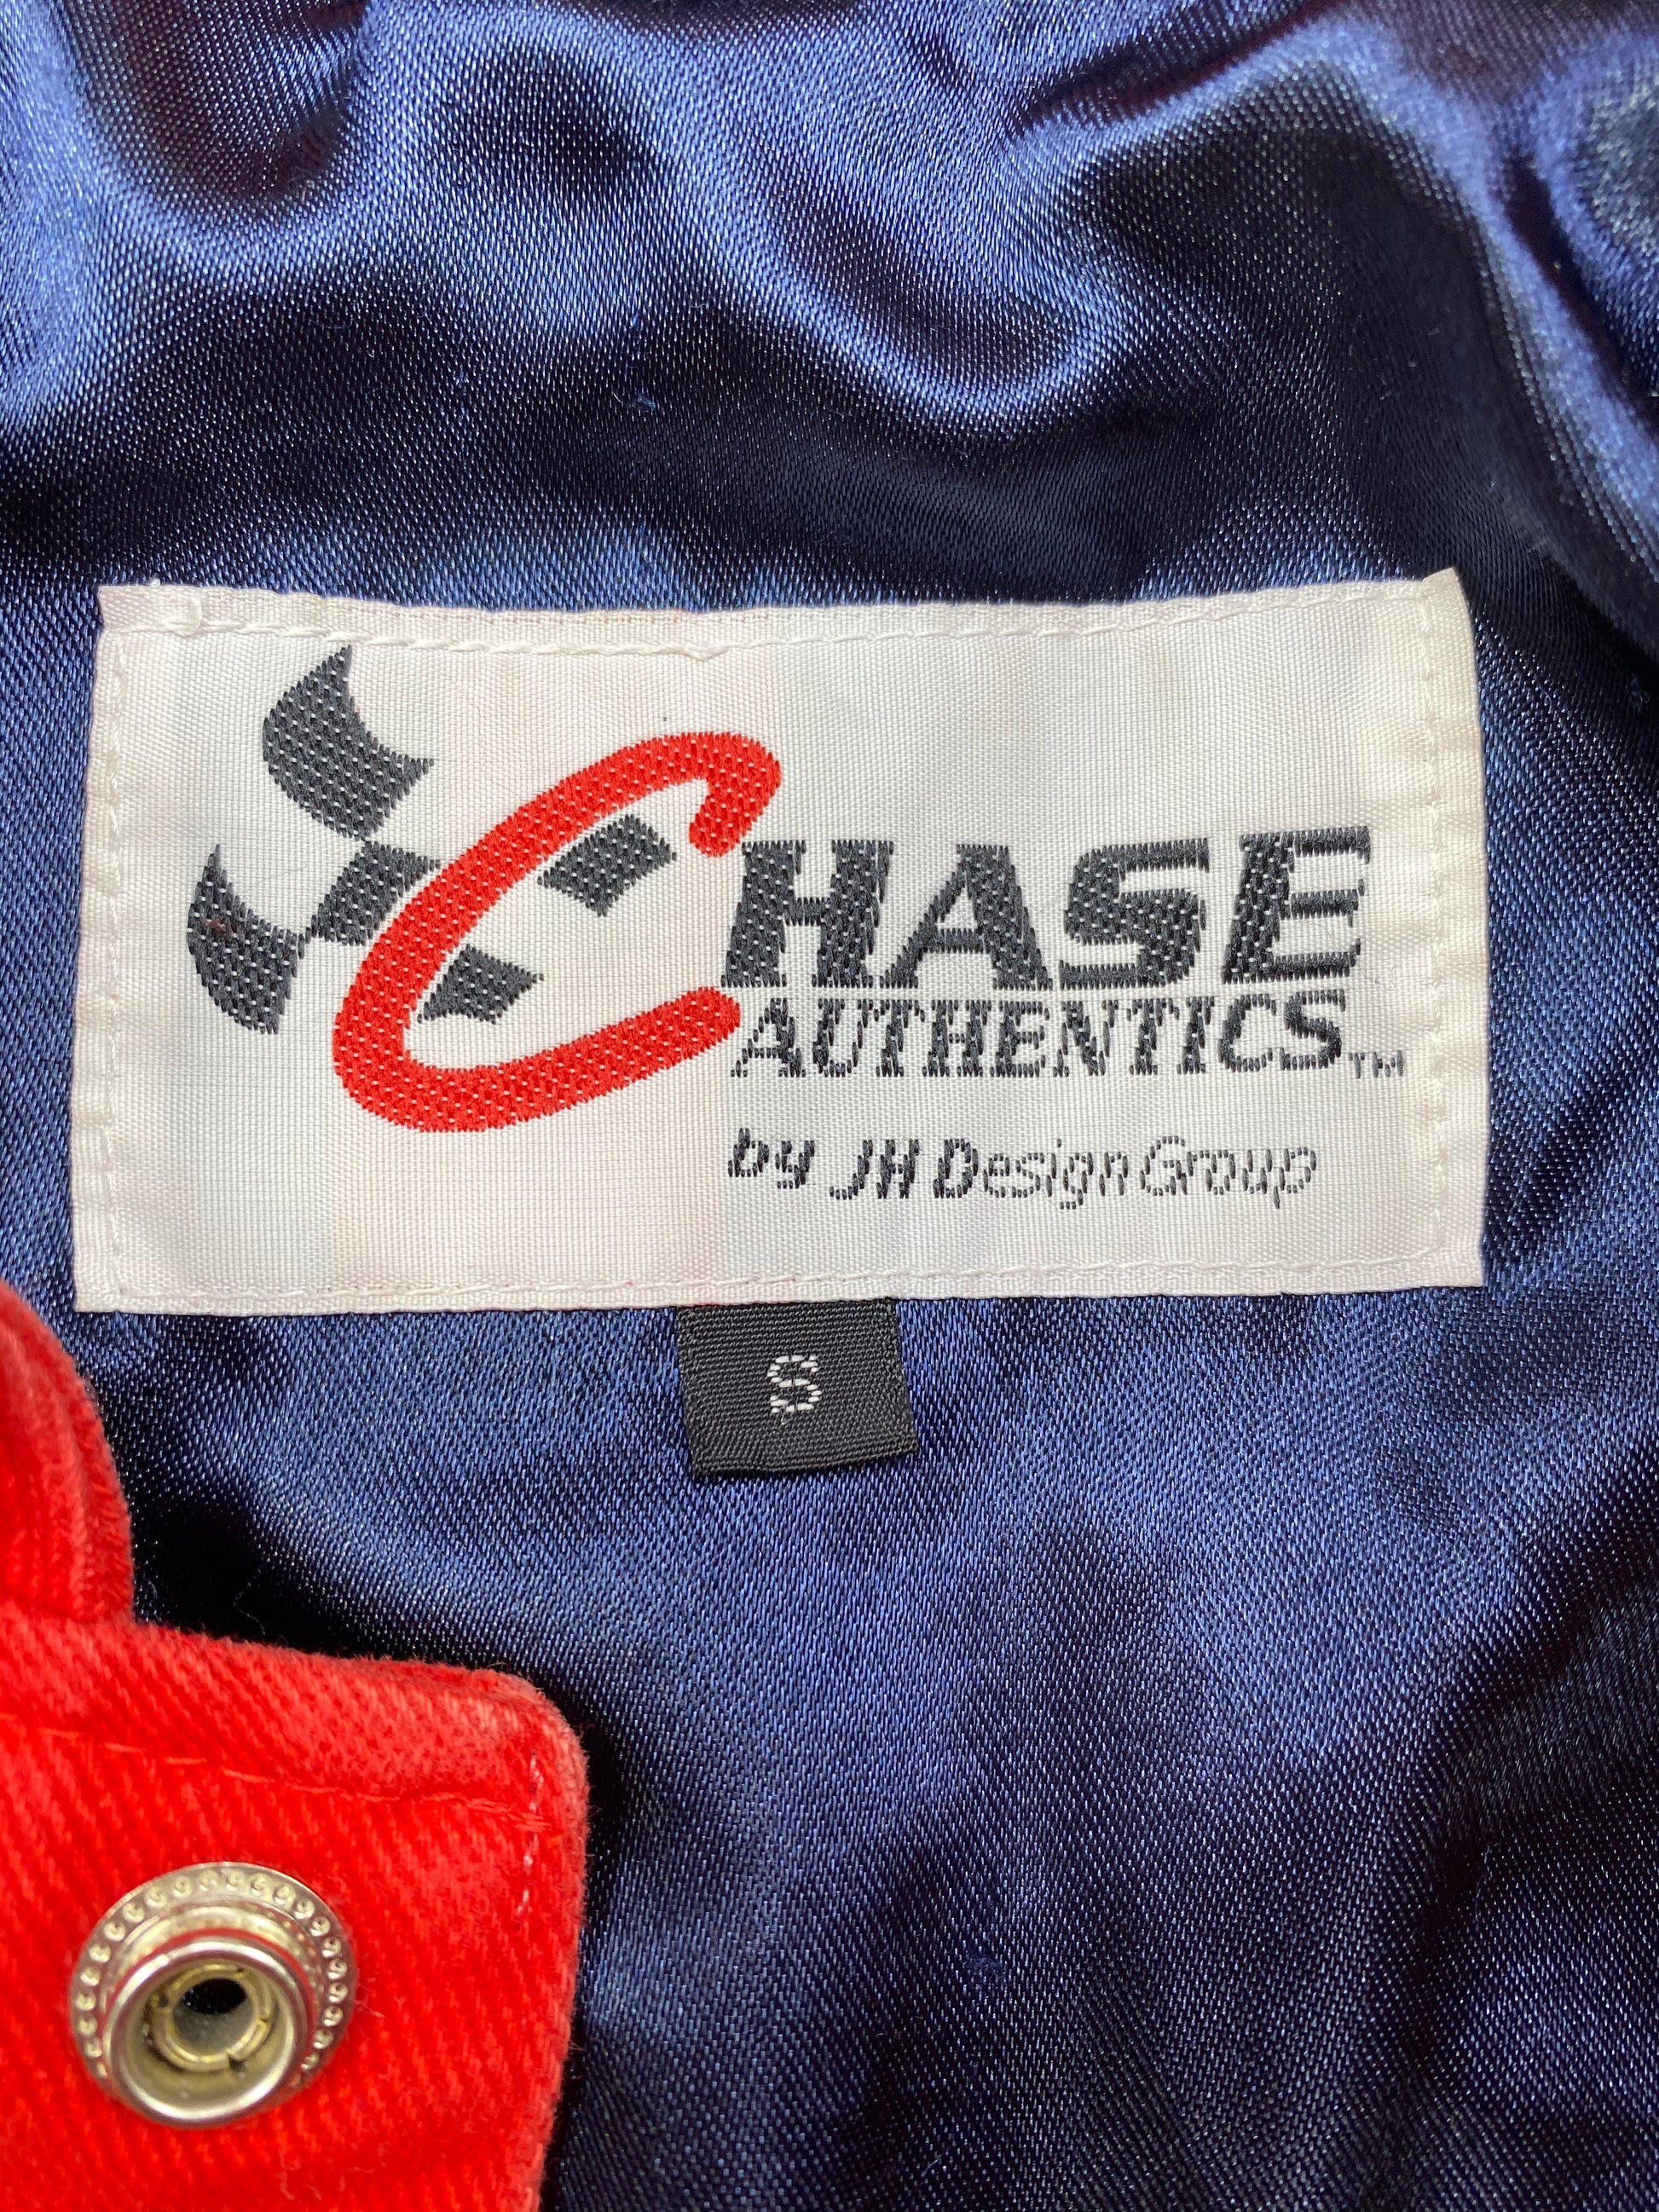 CHASE
AUTHENTICS™
by JH Design Group
S